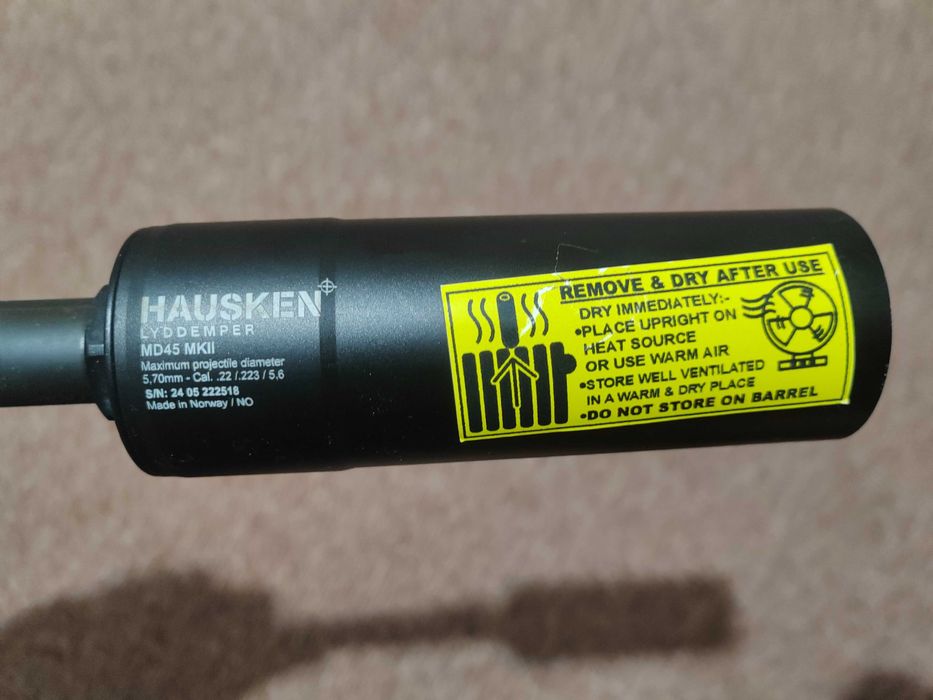 HAUSKEN
LYDDEMPER
MD45 MKII
Maximum projectile diameter
5,70mm - Cal. .22 /.223 / 5,6
S/N: 24 05 222518
Made in Norway / NO
REMOVE & DRY AFTER USE
DRY IMMEDIATELY:-
•PLACE UPRIGHT ON
HEAT SOURCE
OR USE WARM AIR
•STORE WELL VENTILATED
IN A WARM & DRY PLACE
•DO NOT STORE ON BARREL